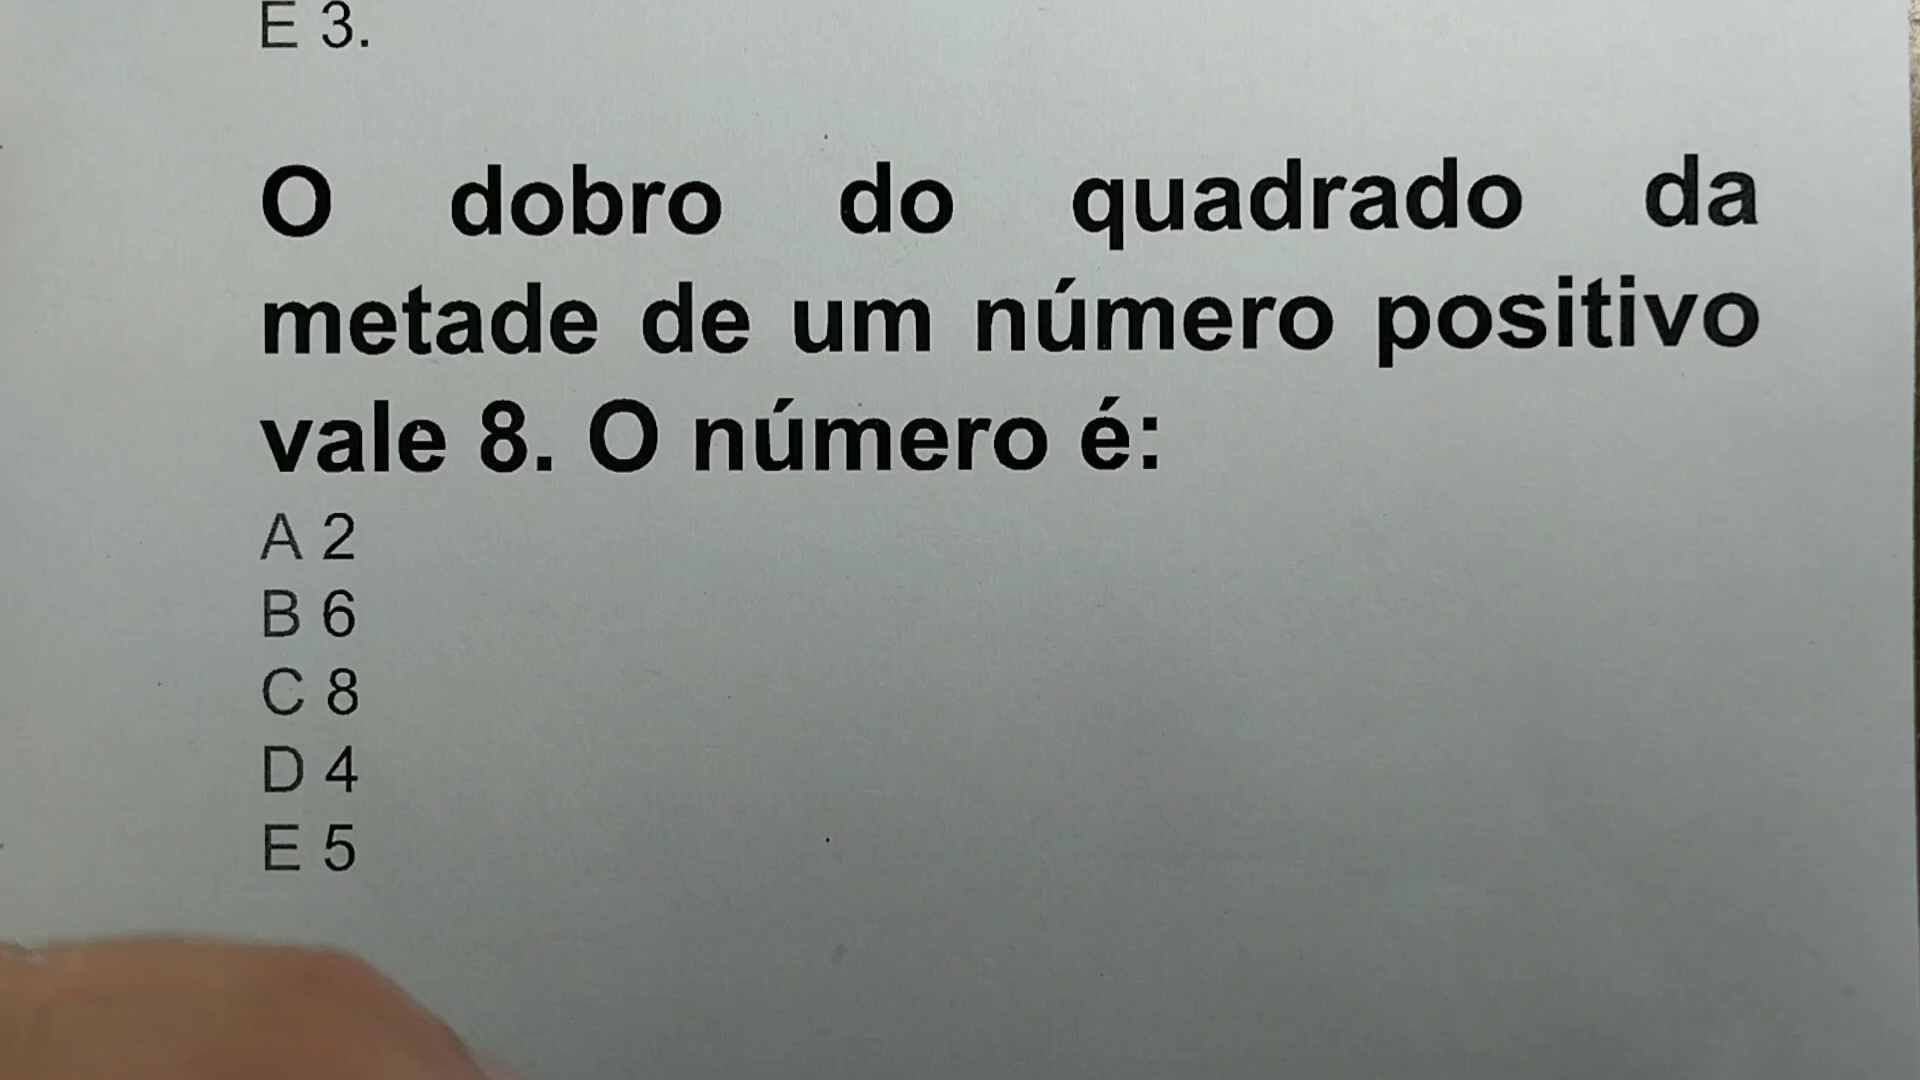 E 3.
O dobro do quadrado da
metade de um número positivo
vale 8. O número é:
A 2
B 6
C 8
D 4
E 5